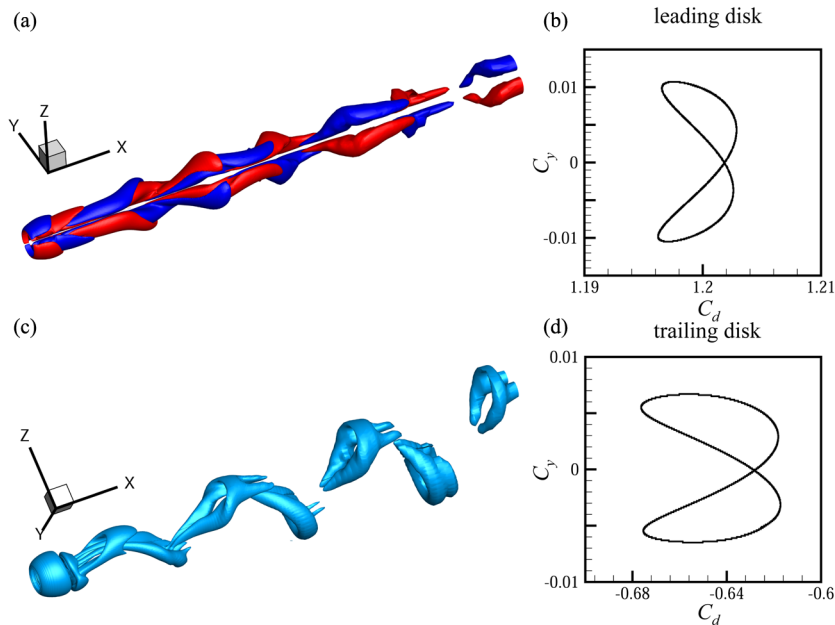 (a)
(b)
leading disk
Z
Y
X
0.01
0
-0.01
C_y
1.19
1.2
1.21
C_d
(c)
(d)
trailing disk
Z
X
Y
0.01
0
-0.01
C_y
-0.68
-0.64
-0.6
C_d